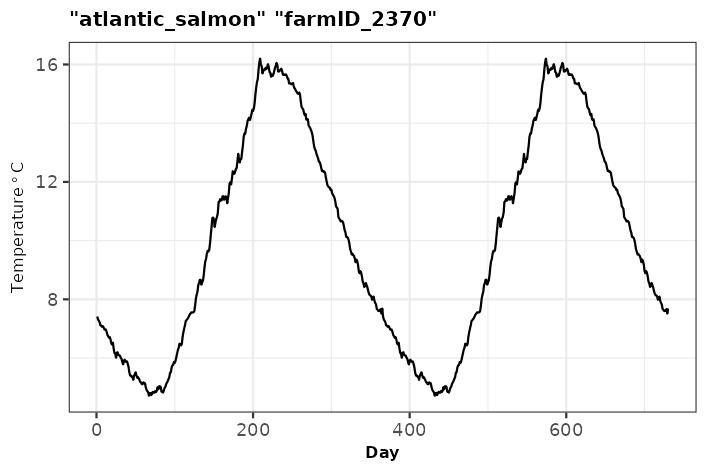 "atlantic_salmon" "farmID_2370"
16
12
8
Temperature°C
0 200 400 600
Day